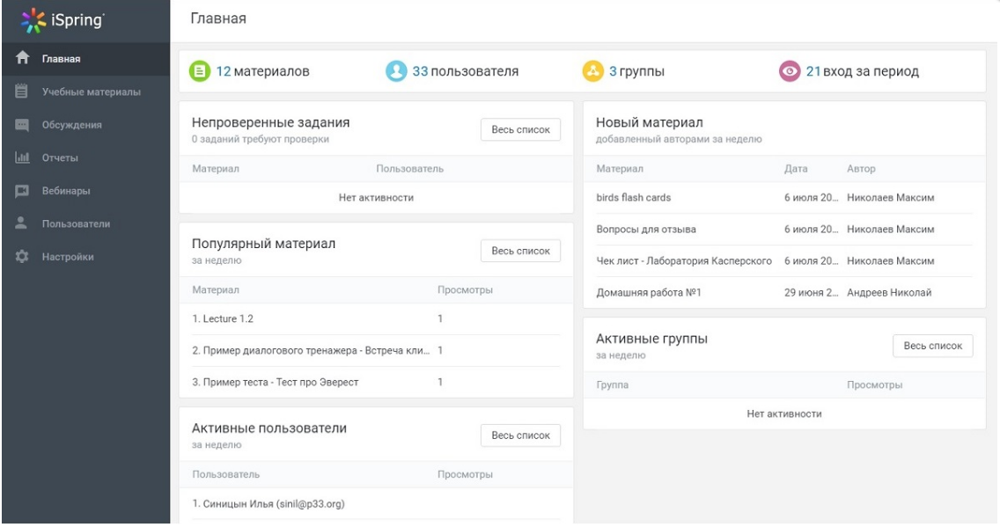 iSpring
Главная
Учебные материалы
Обсуждения
Отчеты
Вебинары
Пользователи
Настройки
Главная
12 материалов 33 пользователя 3 группы 21 вход за период
Непроверенные задания
0 заданий требуют проверки
Весь список
Материал Пользователь
Нет активности
Популярный материал
за неделю
Весь список
Материал Просмотры
1. Lecture 1.2 1
2. Пример диалогового тренажера - Встреча кли... 1
3. Пример теста - Тест про Эверест 1
Активные пользователи
за неделю
Весь список
Пользователь Просмотры
1. Синицын Илья (sinil@p33.org)
Новый материал
добавленный авторами за неделю
Материал Дата Автор
birds flash cards 6 июля 20... Николаев Максим
Вопросы для отзыва 6 июля 20... Николаев Максим
Чек лист - Лаборатория Касперского 6 июля 20... Николаев Максим
Домашняя работа №1 29 июня 2... Андреев Николай
Активные группы
за неделю
Весь список
Группа Просмотры
Нет активности